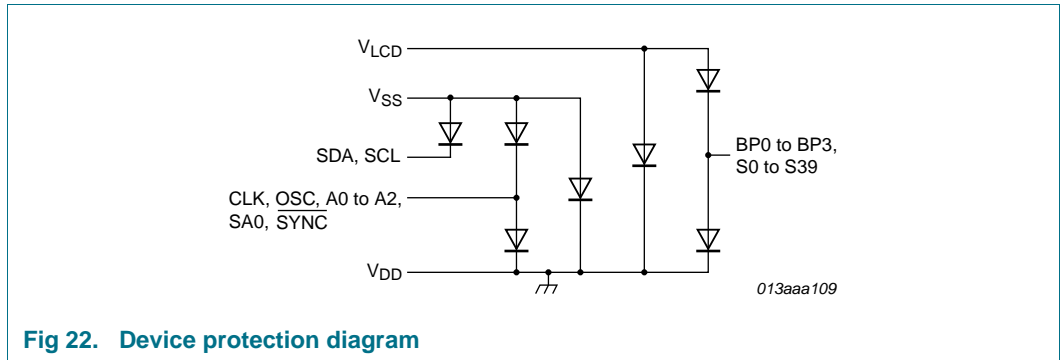 VLCD
VSS
SDA, SCL
BP0 to BP3,
S0 to S39
CLK, OSC, A0 to A2,
SA0, S̅Y̅N̅C̅
VDD
013aaa109
Fig 22. Device protection diagram